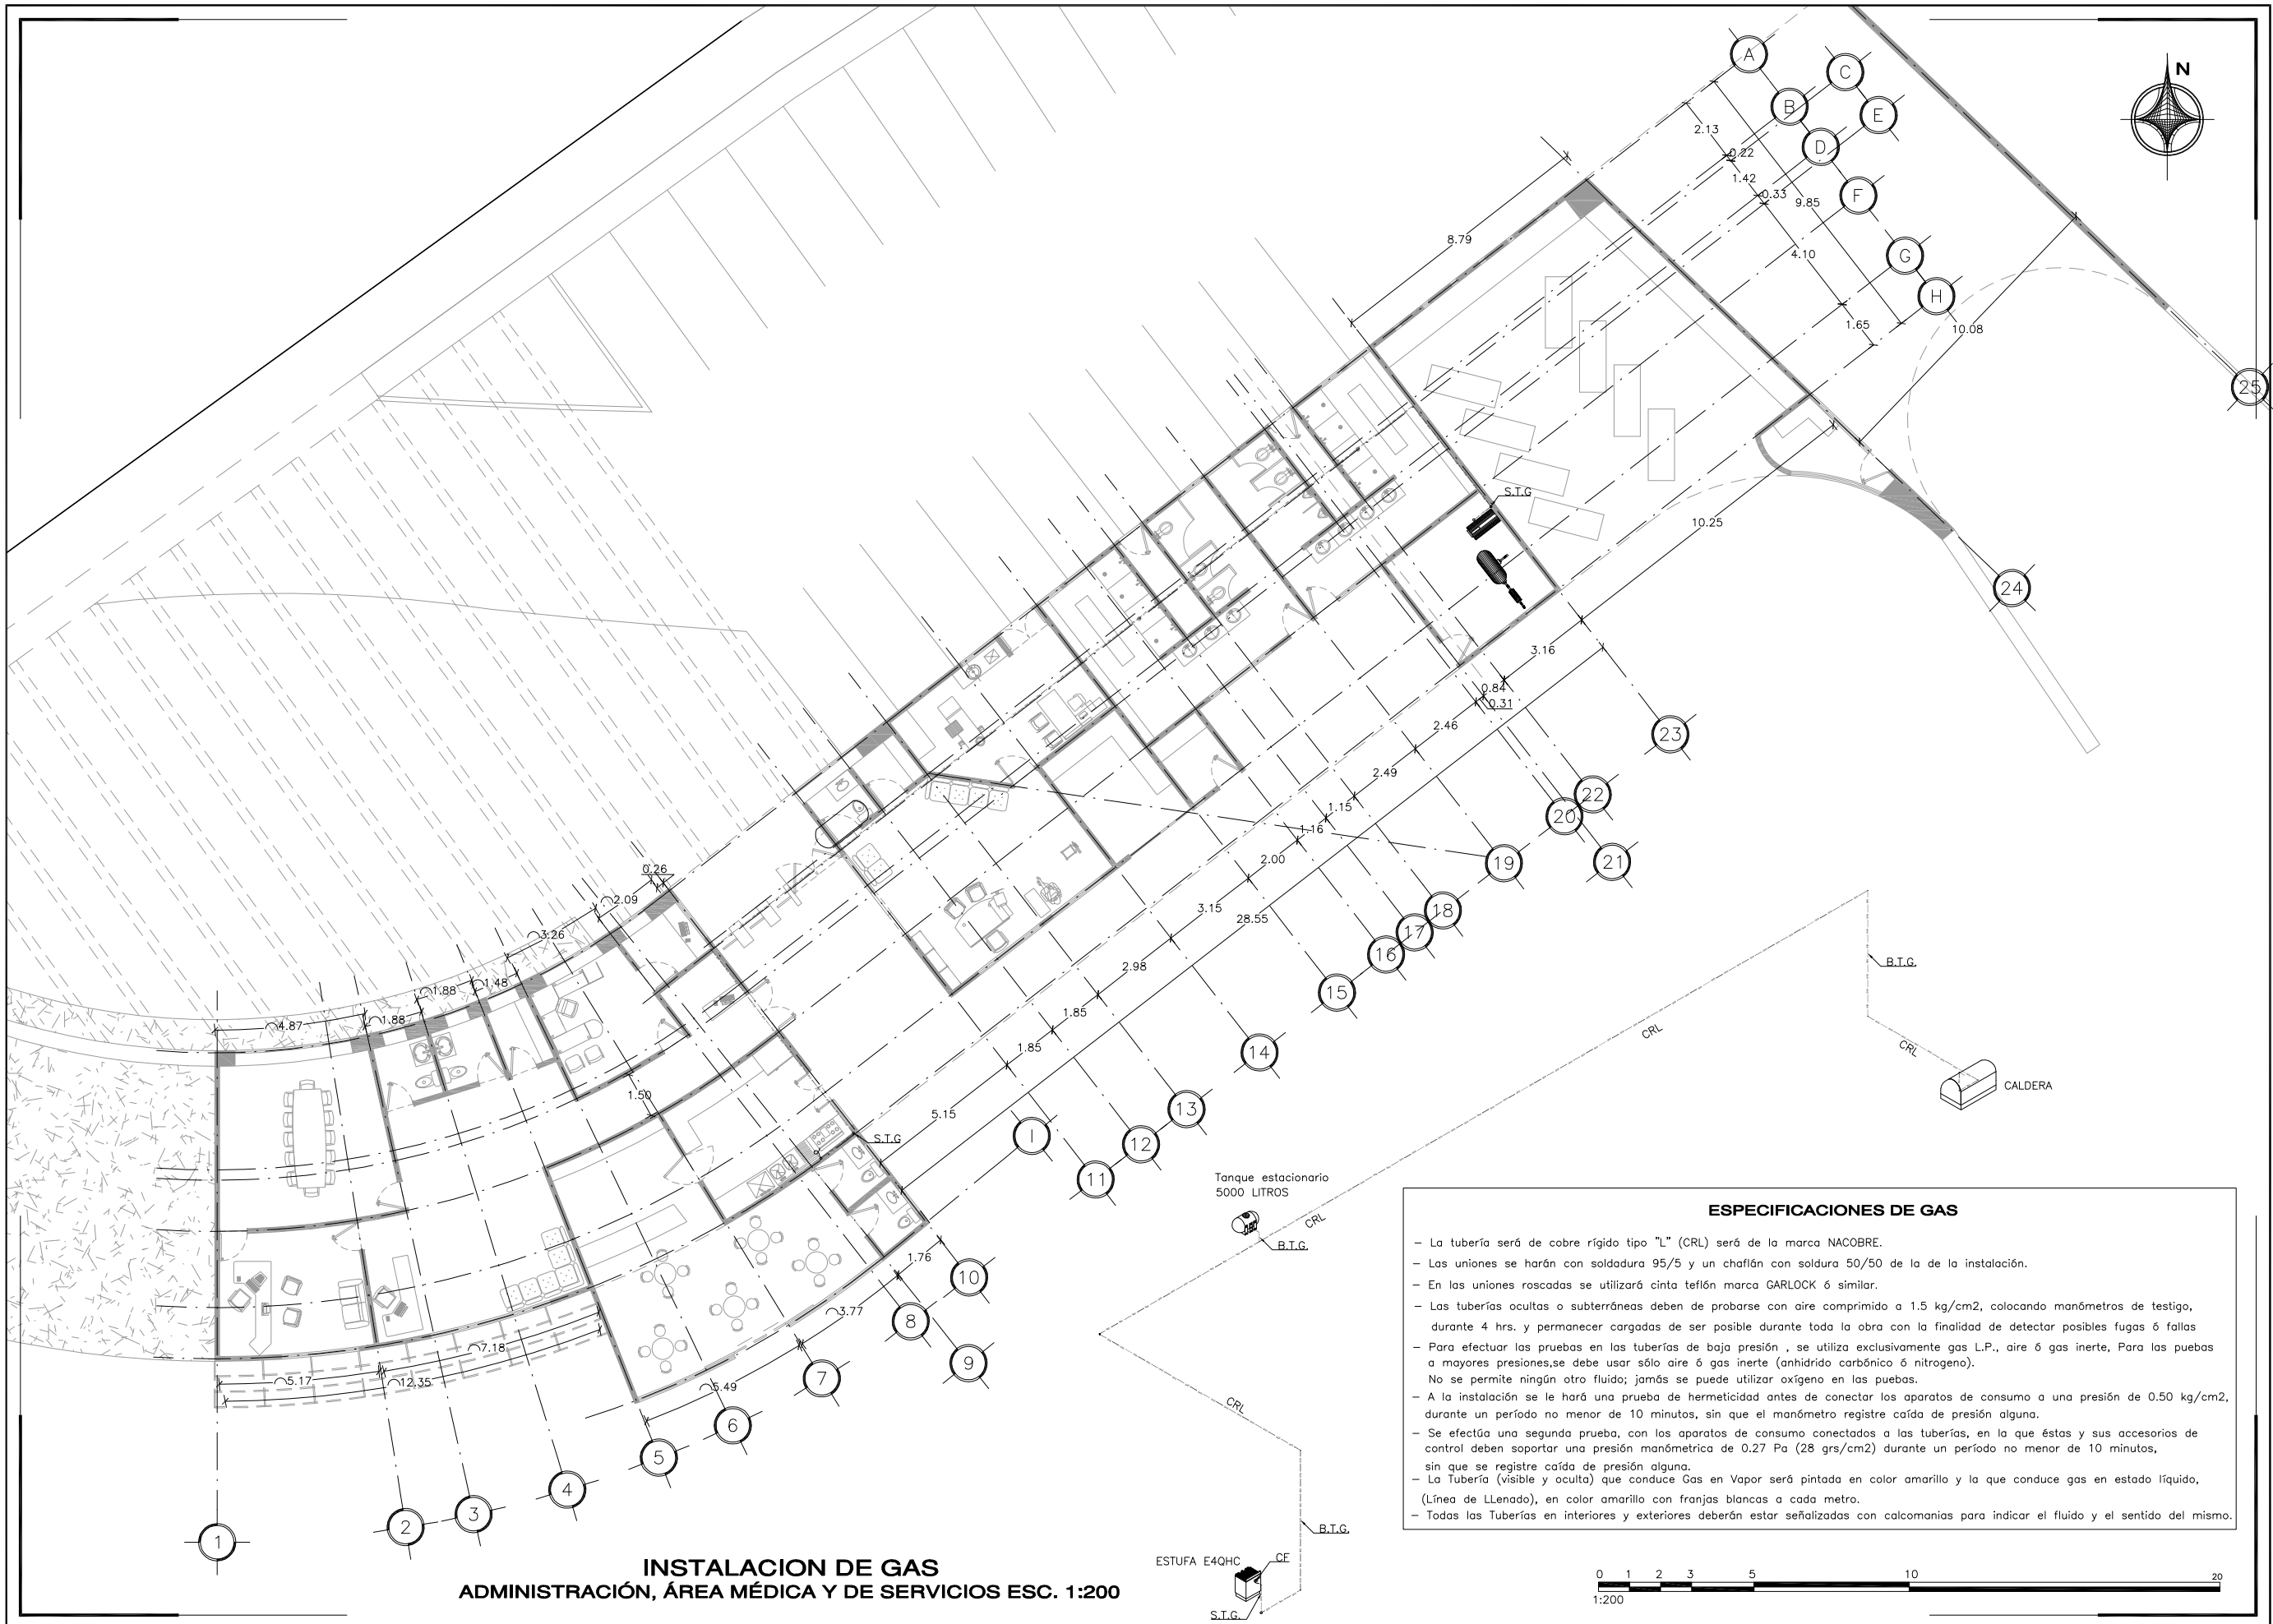 N
A
C
B
E
D
F
G
H
25
2.13
0.22
1.42
0.33
9.85
4.10
1.65
10.08
8.79
S.T.G
10.25
24
3.16
0.84
0.31
23
2.46
2.49
22
1.15
20
1.16
21
19
2.00
3.15
28.55
18
17
16
15
2.98
1.85
14
1.85
13
12
5.15
I
11
0.26
2.09
3.26
1.48
1.88
1.88
4.87
1.50
S.T.G
1.76
10
3.77
8
9
7.18
5.17
12.35
5.49
7
6
5
4
3
2
1
B.T.G.
CRL
CRL
CALDERA
Tanque estacionario
5000 LITROS
CRL
B.T.G.
CRL
B.T.G.
ESTUFA E4QHC
CF
S.T.G.
ESPECIFICACIONES DE GAS
– La tubería será de cobre rígido tipo "L" (CRL) será de la marca NACOBRE.
– Las uniones se harán con soldadura 95/5 y un chaflán con soldura 50/50 de la de la instalación.
– En las uniones roscadas se utilizará cinta teflón marca GARLOCK ó similar.
– Las tuberías ocultas o subterráneas deben de probarse con aire comprimido a 1.5 kg/cm2, colocando manómetros de testigo,
durante 4 hrs. y permanecer cargadas de ser posible durante toda la obra con la finalidad de detectar posibles fugas ó fallas
– Para efectuar las pruebas en las tuberías de baja presión , se utiliza exclusivamente gas L.P., aire ó gas inerte, Para las puebas
a mayores presiones,se debe usar sólo aire ó gas inerte (anhidrido carbónico ó nitrogeno).
No se permite ningún otro fluido; jamás se puede utilizar oxígeno en las puebas.
– A la instalación se le hará una prueba de hermeticidad antes de conectar los aparatos de consumo a una presión de 0.50 kg/cm2,
durante un período no menor de 10 minutos, sin que el manómetro registre caída de presión alguna.
– Se efectúa una segunda prueba, con los aparatos de consumo conectados a las tuberías, en la que éstas y sus accesorios de
control deben soportar una presión manómetrica de 0.27 Pa (28 grs/cm2) durante un período no menor de 10 minutos,
sin que se registre caída de presión alguna.
– La Tubería (visible y oculta) que conduce Gas en Vapor será pintada en color amarillo y la que conduce gas en estado líquido,
(Línea de LLenado), en color amarillo con franjas blancas a cada metro.
– Todas las Tuberías en interiores y exteriores deberán estar señalizadas con calcomanias para indicar el fluido y el sentido del mismo.
INSTALACION DE GAS
ADMINISTRACIÓN, ÁREA MÉDICA Y DE SERVICIOS ESC. 1:200
0 1 2 3 5 10 20
1:200